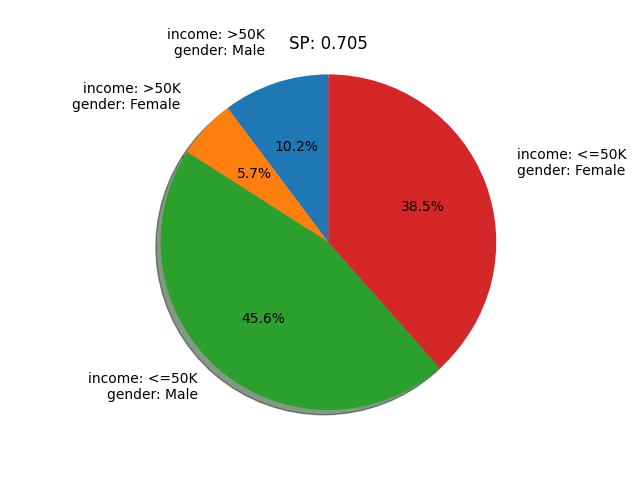 income: >50K
gender: Male
SP: 0.705
income: >50K
gender: Female
10.2%
5.7%
income: <=50K
gender: Female
38.5%
45.6%
income: <=50K
gender: Male